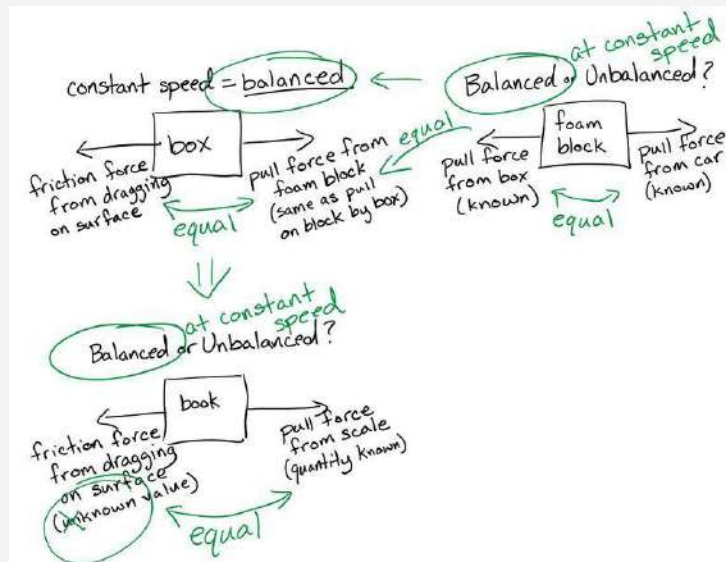 at constant
speed
constant speed = balanced
Balanced or Unbalanced?
box
friction force
from dragging
on surface
pull force from
foam block
(same as pull
on block by box)
equal
equal
foam
block
pull force
from box
(known)
pull force
from car
(known)
equal
at constant
speed
Balanced or Unbalanced?
book
friction force
from dragging
on surface
(unknown value)
pull force
from scale
(quantity known)
equal